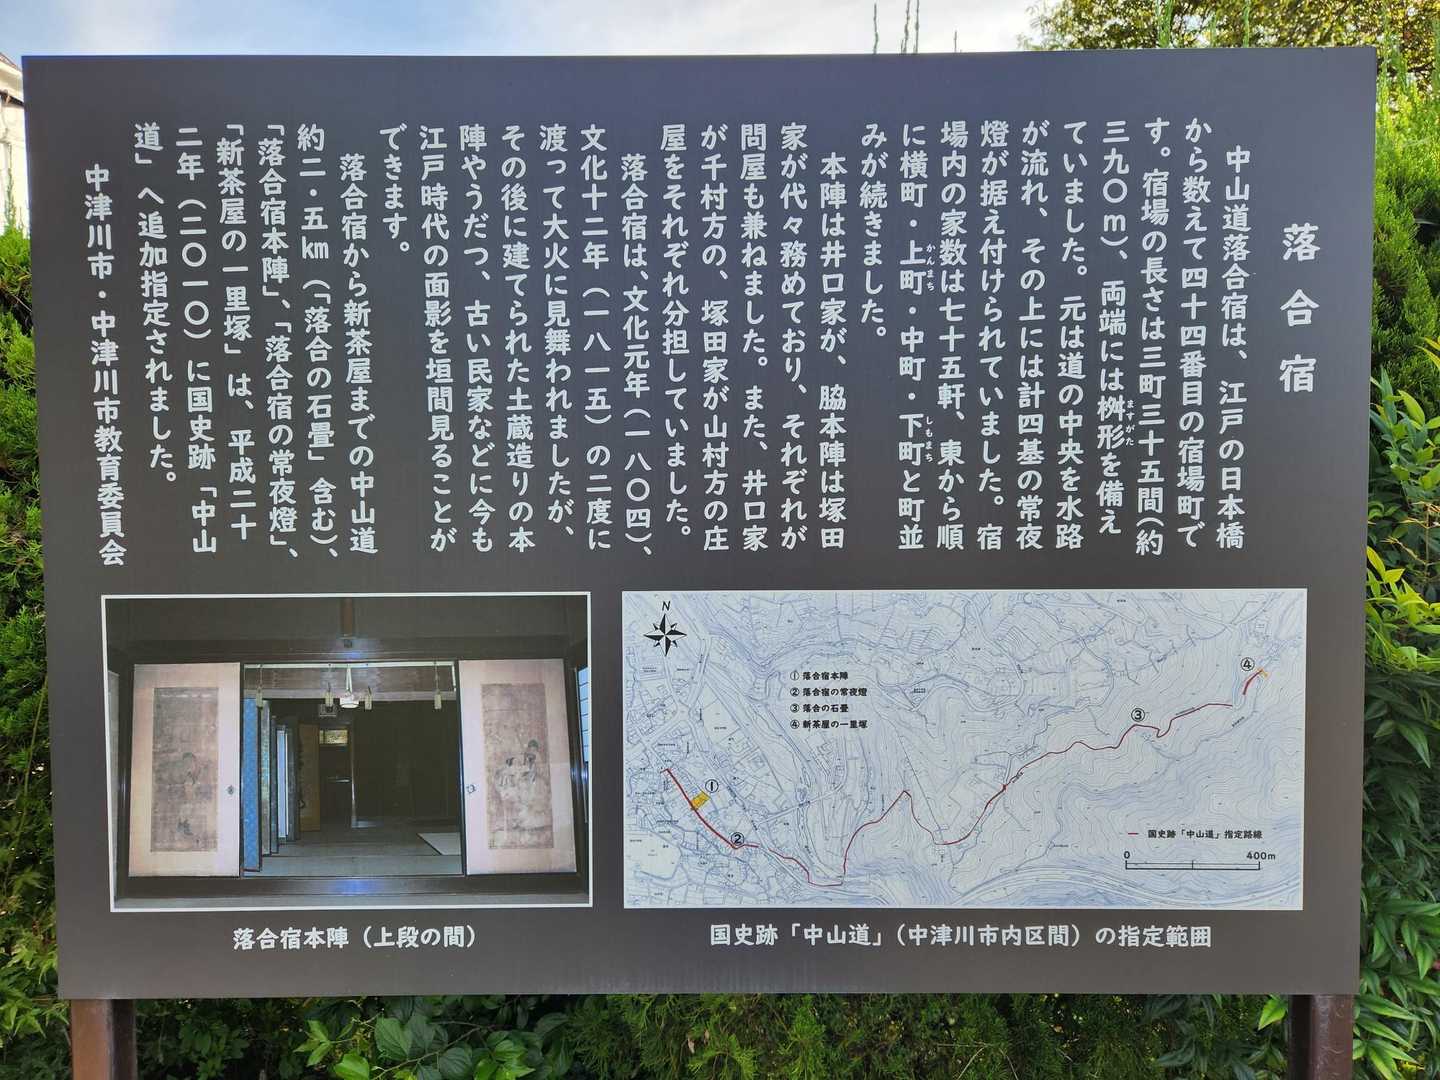 落合宿
中山道落合宿は、江戸の日本橋
から数えて四十四番目の宿場町で
す。宿場の長さは三町三十五間(約
三九〇m)、両端には桝形を備え
ますがた
ていました。元は道の中央を水路
が流れ、その上には計四基の常夜
燈が据え付けられていました。宿
場内の家数は七十五軒、東から順
に横町・上町・中町・下町と町並
かんまち
しもまち
みが続きました。
本陣は井口家が、脇本陣は塚田
家が代々務めており、それぞれが
問屋も兼ねました。また、井口家
が千村方の、塚田家が山村方の庄
屋をそれぞれ分担していました。
落合宿は、文化元年(一八〇四)、
文化十二年(一八一五)の二度に
渡って大火に見舞われましたが、
その後に建てられた土蔵造りの本
陣やうだつ、古い民家などに今も
江戸時代の面影を垣間見ることが
できます。
落合宿から新茶屋までの中山道
約二・五km(「落合の石畳」含む)、
「落合宿本陣」、「落合宿の常夜燈」、
「新茶屋の一里塚」は、平成二十
二年(二〇一〇)に国史跡「中山
道」へ追加指定されました。
中津川市・中津川市教育委員会
落合宿本陣(上段の間)
N
① 落合宿本陣
② 落合宿の常夜燈
③ 落合の石畳
④ 新茶屋の一里塚
①
②
③
④
国史跡「中山道」指定路線
0 400m
国史跡「中山道」(中津川市内区間)の指定範囲